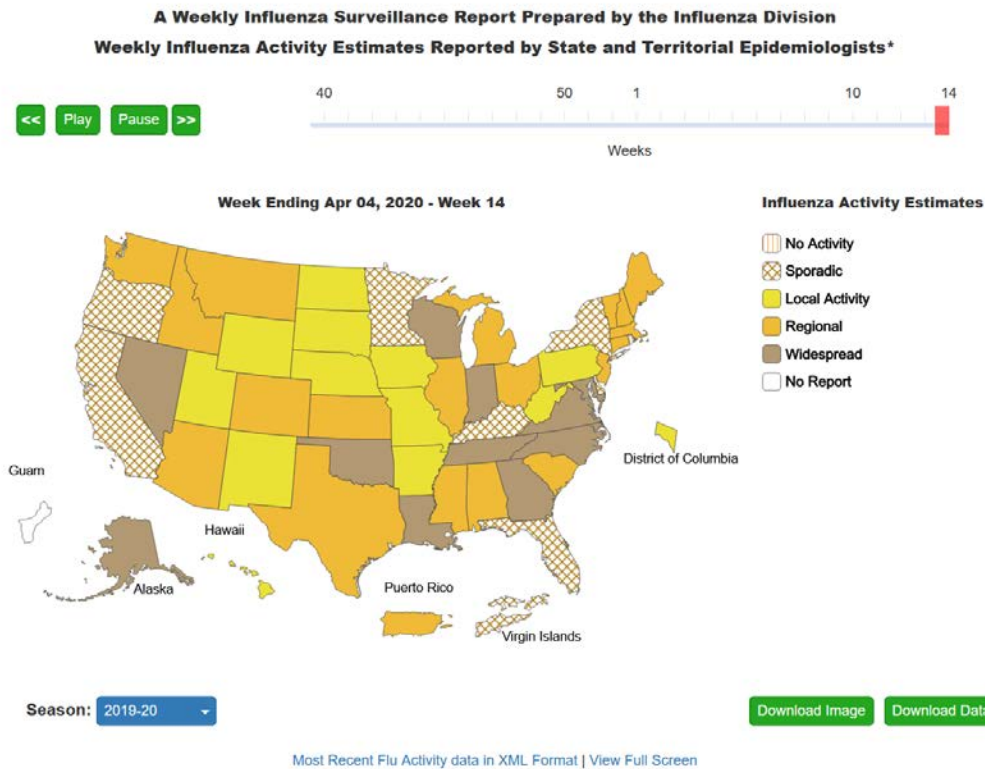 A Weekly Influenza Surveillance Report Prepared by the Influenza Division
Weekly Influenza Activity Estimates Reported by State and Territorial Epidemiologists*
40 50 1 10 14
<< Play Pause >>
Weeks
Week Ending Apr 04, 2020 - Week 14
Influenza Activity Estimates
No Activity
Sporadic
Local Activity
Regional
Widespread
No Report
District of Columbia
Guam
Hawaii
Alaska
Puerto Rico
Virgin Islands
Season: 2019-20
Download Image Download Data
Most Recent Flu Activity data in XML Format | View Full Screen